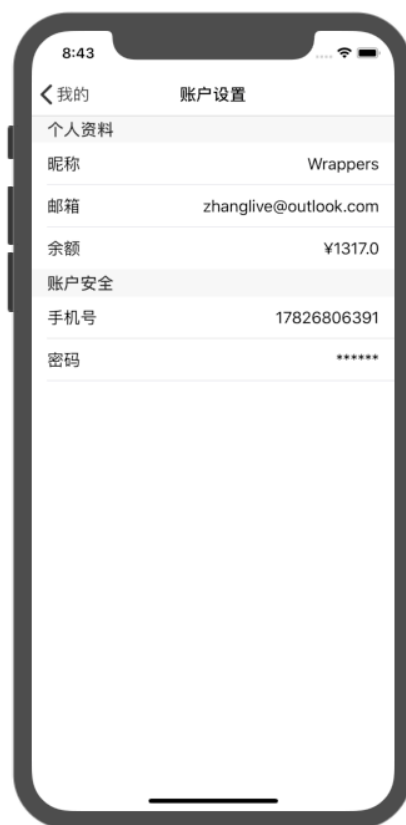 8:43
我的 账户设置
个人资料
昵称 Wrappers
邮箱 zhanglive@outlook.com
余额 ¥1317.0
账户安全
手机号 17826806391
密码 ******